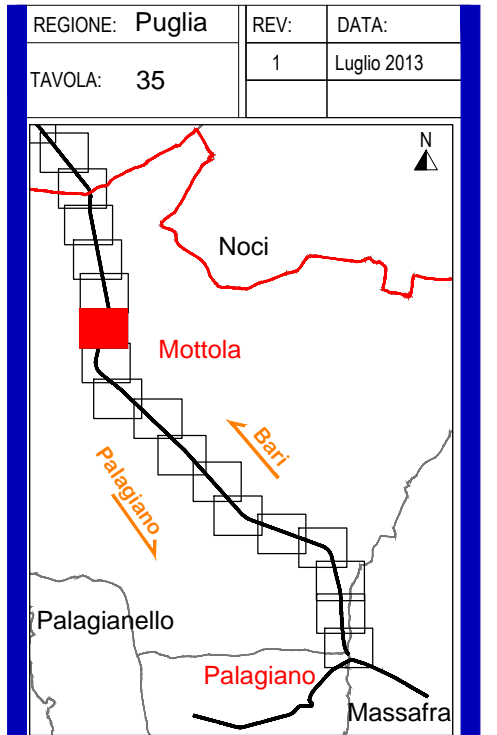 REGIONE: Puglia REV: DATA:
1 Luglio 2013
TAVOLA: 35
N
Noci
Mottola
Bari
Palagiano
Palagianello
Palagiano
Massafra